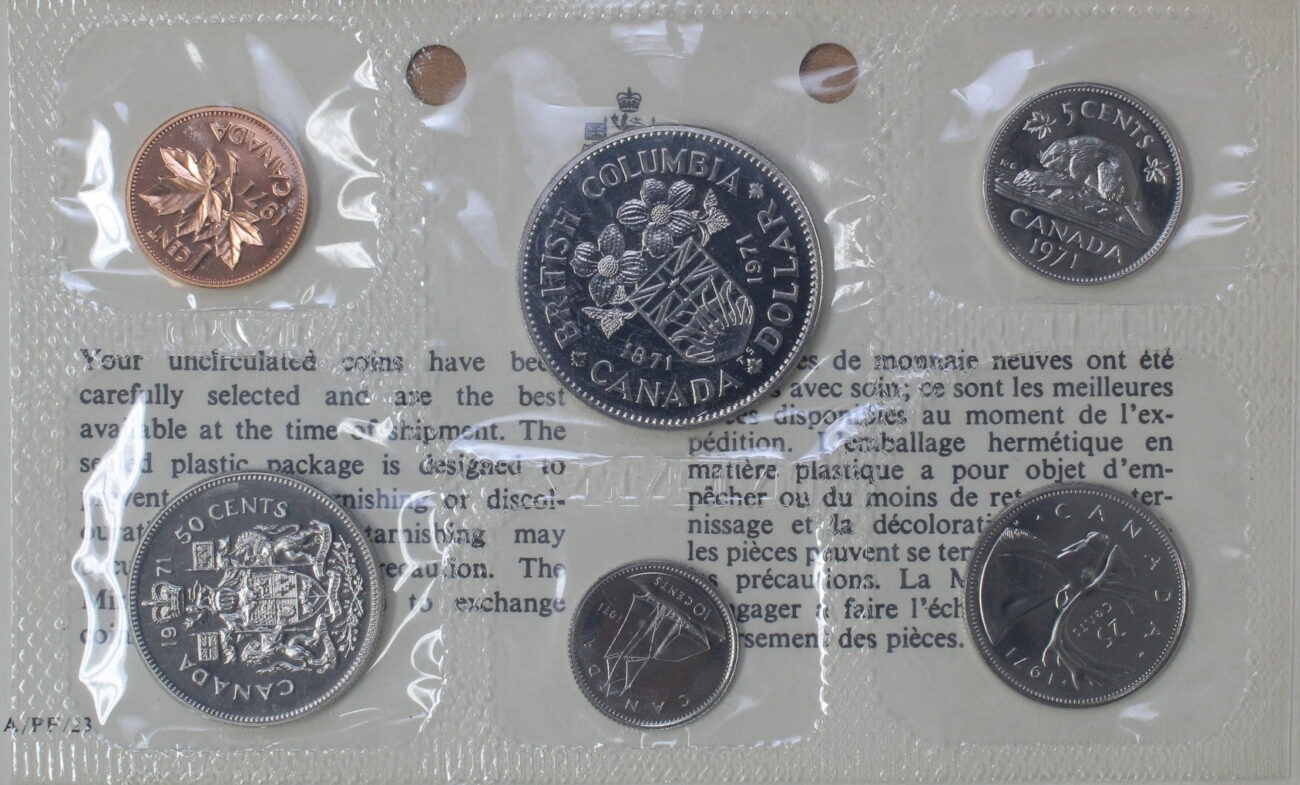 CANADA
1971
1 CENT
BRITISH COLUMBIA
1971
1871
DOLLAR
CANADA
5 CENTS
CANADA
1971
Your uncirculated coins have
carefully selected and are the best
available at the time of shipment. The
sealed plastic package is designed to
prevent or discol-
tarnishing may
The
to exchange
de monnaie neuves ont été
avec soin; ce sont les meilleures
disponibles au moment de l'ex-
pédition. L'emballage hermétique en
matière plastique a pour objet d'em-
pêcher ou du moins de
nissage et la
les pièces peuvent se
précautions. La
faire
des pièces.
50 CENTS
1971
CANADA
10 CENTS
1971
CANADA
CANADA
25
CENTS
1971
A/PF/23